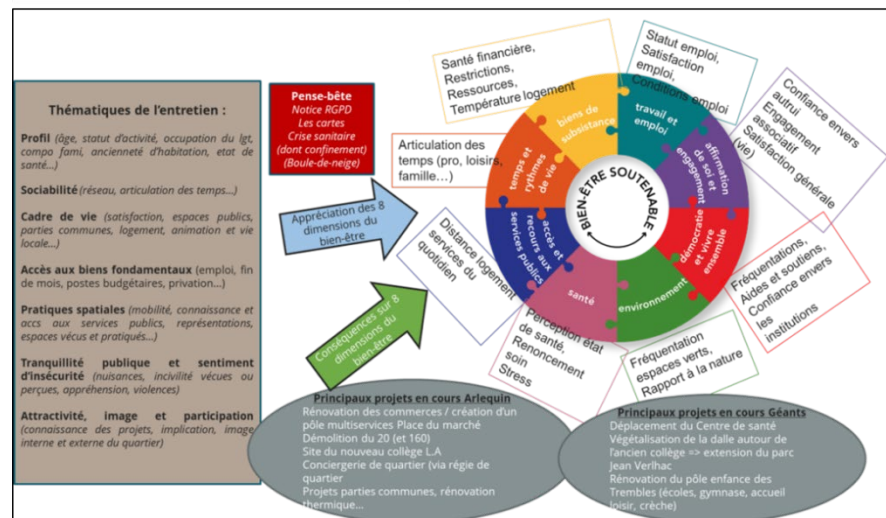 Thématiques de l'entretien :
Profil (âge, statut d'activité, occupation du lgt,
compo fami, ancienneté d'habitation, etat de
santé...)
Sociabilité (réseau, articulation des temps...)
Cadre de vie (satisfaction, espaces publics,
parties communes, logement, animation et vie
locale...)
Accès aux biens fondamentaux (emploi, fin
de mois, postes budgétaires, privation...)
Pratiques spatiales (mobilité, connaissance et
accs aux services publics, représentations,
espaces vécus et pratiqués...)
Tranquillité publique et sentiment
d'insécurité (nuisances, incivilité vécues ou
perçues, appréhension, violences)
Attractivité, image et participation
(connaissance des projets, implication, image
interne et externe du quartier)
Pense-bête
Notice RGPD
Les cartes
Crise sanitaire
(dont confinement)
(Boule-de-neige)
Appréciation des 8
dimensions du
bien-être
Conséquences sur 8
dimensions du
bien-être
Santé financière,
Restrictions,
Ressources,
Température logement
Statut emploi,
Satisfaction
emploi,
Conditions emploi
Confiance envers
autrui
Engagement
associatif
Satisfaction générale
(vie)
Articulation des
temps (pro, loisirs,
famille...)
Distance logement
services du
quotidien
Perception état
de santé,
Renoncement
soin
Stress
Fréquentation
espaces verts,
Rapport à la nature
Fréquentations,
Aides et soutiens,
Confiance envers
les
institutions
BIEN-ÊTRE SOUTENABLE
biens de
subsistance
travail et
emploi
affirmation
de soi et
engagement
démocratie
et vivre
ensemble
environnement
santé
accès et
recours aux
services publics
temps et
rythmes
de vie
Principaux projets en cours Arlequin
Rénovation des commerces / création d'un
pôle multiservices Place du marché
Démolition du 20 (et 160)
Site du nouveau collège L.A
Conciergerie de quartier (via régie de
quartier
Projets parties communes, rénovation
thermique...
Principaux projets en cours Géants
Déplacement du Centre de santé
Végétalisation de la dalle autour de
l'ancien collège => extension du parc
Jean Verlhac
Rénovation du pôle enfance des
Trembles (écoles, gymnase, accueil
loisir, crèche)